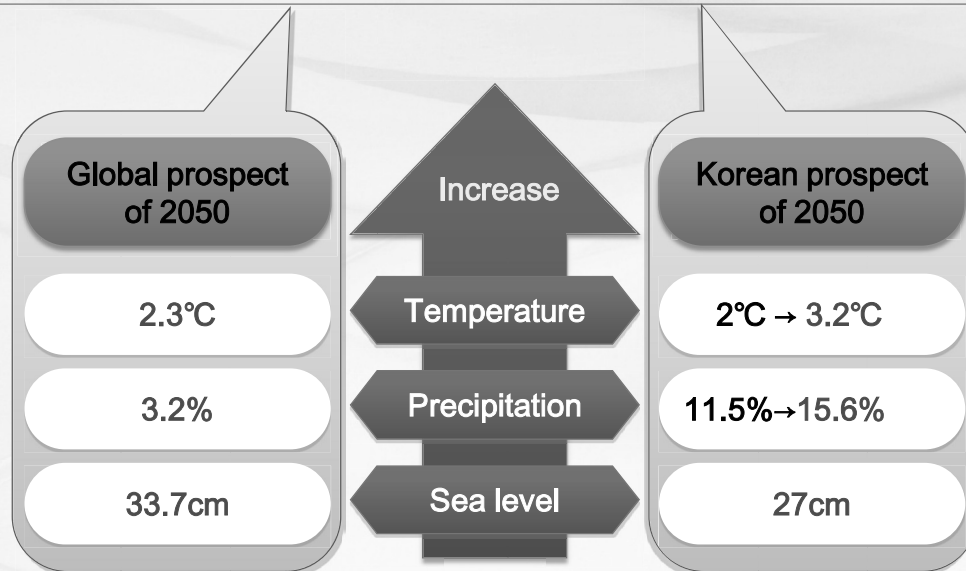 Global prospect
of 2050
2.3℃
3.2%
33.7cm
Increase
Temperature
Precipitation
Sea level
Korean prospect
of 2050
2℃ → 3.2℃
11.5%→15.6%
27cm